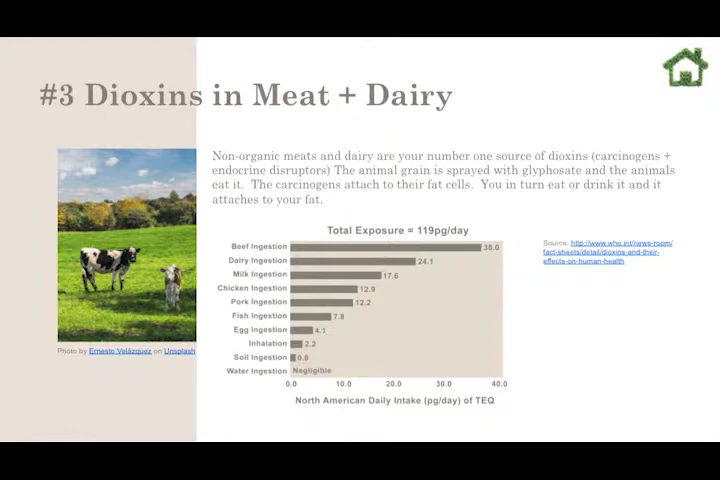 #3 Dioxins in Meat + Dairy
Non-organic meats and dairy are your number one source of dioxins (carcinogens +
endocrine disruptors) The animal grain is sprayed with glyphosate and the animals
eat it. The carcinogens attach to their fat cells. You in turn eat or drink it and it
attaches to your fat.
Total Exposure = 119pg/day
Beef Ingestion 38.0
Dairy Ingestion 24.1
Milk Ingestion 17.6
Chicken Ingestion 12.9
Pork Ingestion 12.2
Fish Ingestion 7.8
Egg Ingestion 4.1
Inhalation 2.2
Soil Ingestion 0.8
Water Ingestion Negligible
0.0 10.0 20.0 30.0 40.0
North American Daily Intake (pg/day) of TEQ
Source: http://www.who.int/news-room/
fact-sheets/detail/dioxins-and-their-
effects-on-human-health
Photo by Ernesto Velázquez on Unsplash